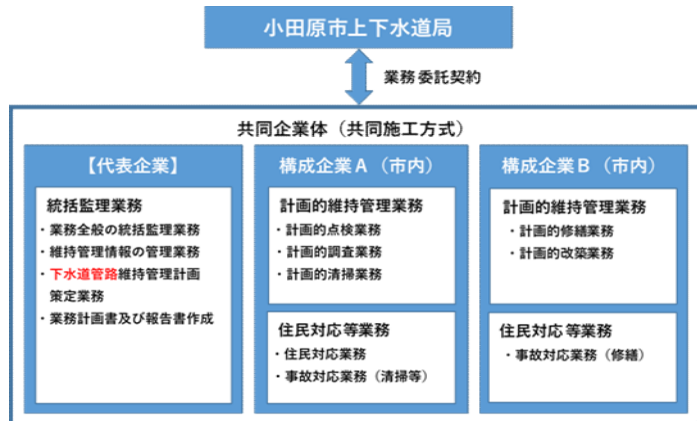 小田原市上下水道局
業務委託契約
共同企業体（共同施工方式）
【代表企業】
統括監理業務
・業務全般の統括監理業務
・維持管理情報の管理業務
・下水道管路維持管理計画
策定業務
・業務計画書及び報告書作成
構成企業Ａ（市内）
計画的維持管理業務
・計画的点検業務
・計画的調査業務
・計画的清掃業務
住民対応等業務
・住民対応業務
・事故対応業務（清掃等）
構成企業Ｂ（市内）
計画的維持管理業務
・計画的修繕業務
・計画的改築業務
住民対応等業務
・事故対応業務（修繕）